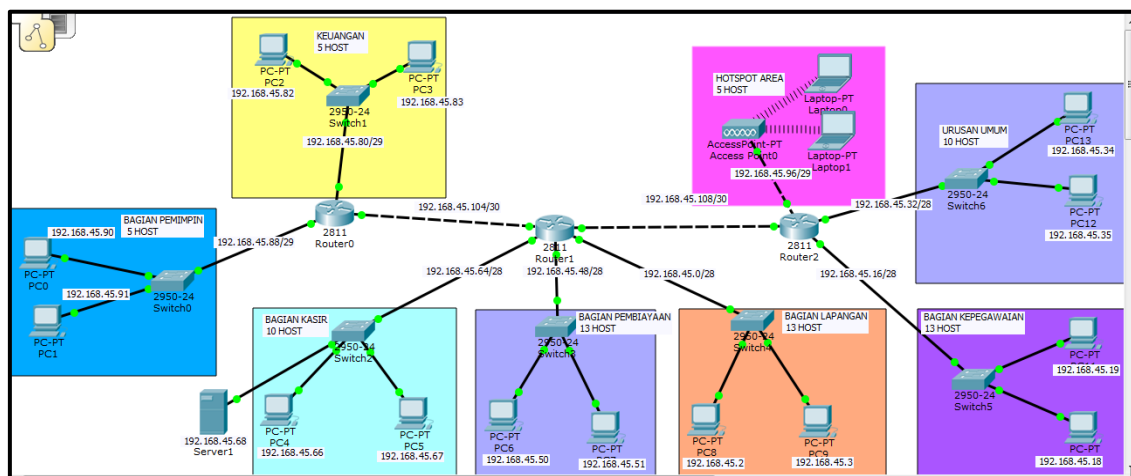 KEUANGAN
5 HOST
PC-PT
PC2
192.168.45.82
PC-PT
PC3
192.168.45.83
2950-24
Switch1
192.168.45.80/29
HOTSPOT AREA
5 HOST
Laptop-PT
Laptop0
AccessPoint-PT
Access Point0
Laptop-PT
Laptop1
192.168.45.96/29
URUSAN UMUM
10 HOST
PC-PT
PC13
192.168.45.34
2950-24
Switch6
PC-PT
PC12
192.168.45.35
192.168.45.32/28
BAGIAN PEMIMPIN
5 HOST
192.168.45.90
PC-PT
PC0
192.168.45.91
2950-24
Switch0
PC-PT
PC1
192.168.45.88/29
2811
Router0
192.168.45.104/30
2811
Router1
192.168.45.108/30
2811
Router2
192.168.45.64/28
192.168.45.48/28
192.168.45.0/28
192.168.45.16/28
BAGIAN KASIR
10 HOST
2950-24
Switch2
192.168.45.68
Server1
PC-PT
PC4
192.168.45.66
PC-PT
PC5
192.168.45.67
BAGIAN PEMBIAYAAN
13 HOST
2950-24
Switch3
PC-PT
PC6
192.168.45.50
PC-PT
192.168.45.51
BAGIAN LAPANGAN
13 HOST
2950-24
Switch4
PC-PT
PC8
192.168.45.2
PC-PT
PC9
192.168.45.3
BAGIAN KEPEGAWAIAN
13 HOST
PC-PT
192.168.45.19
2950-24
Switch5
PC-PT
192.168.45.18